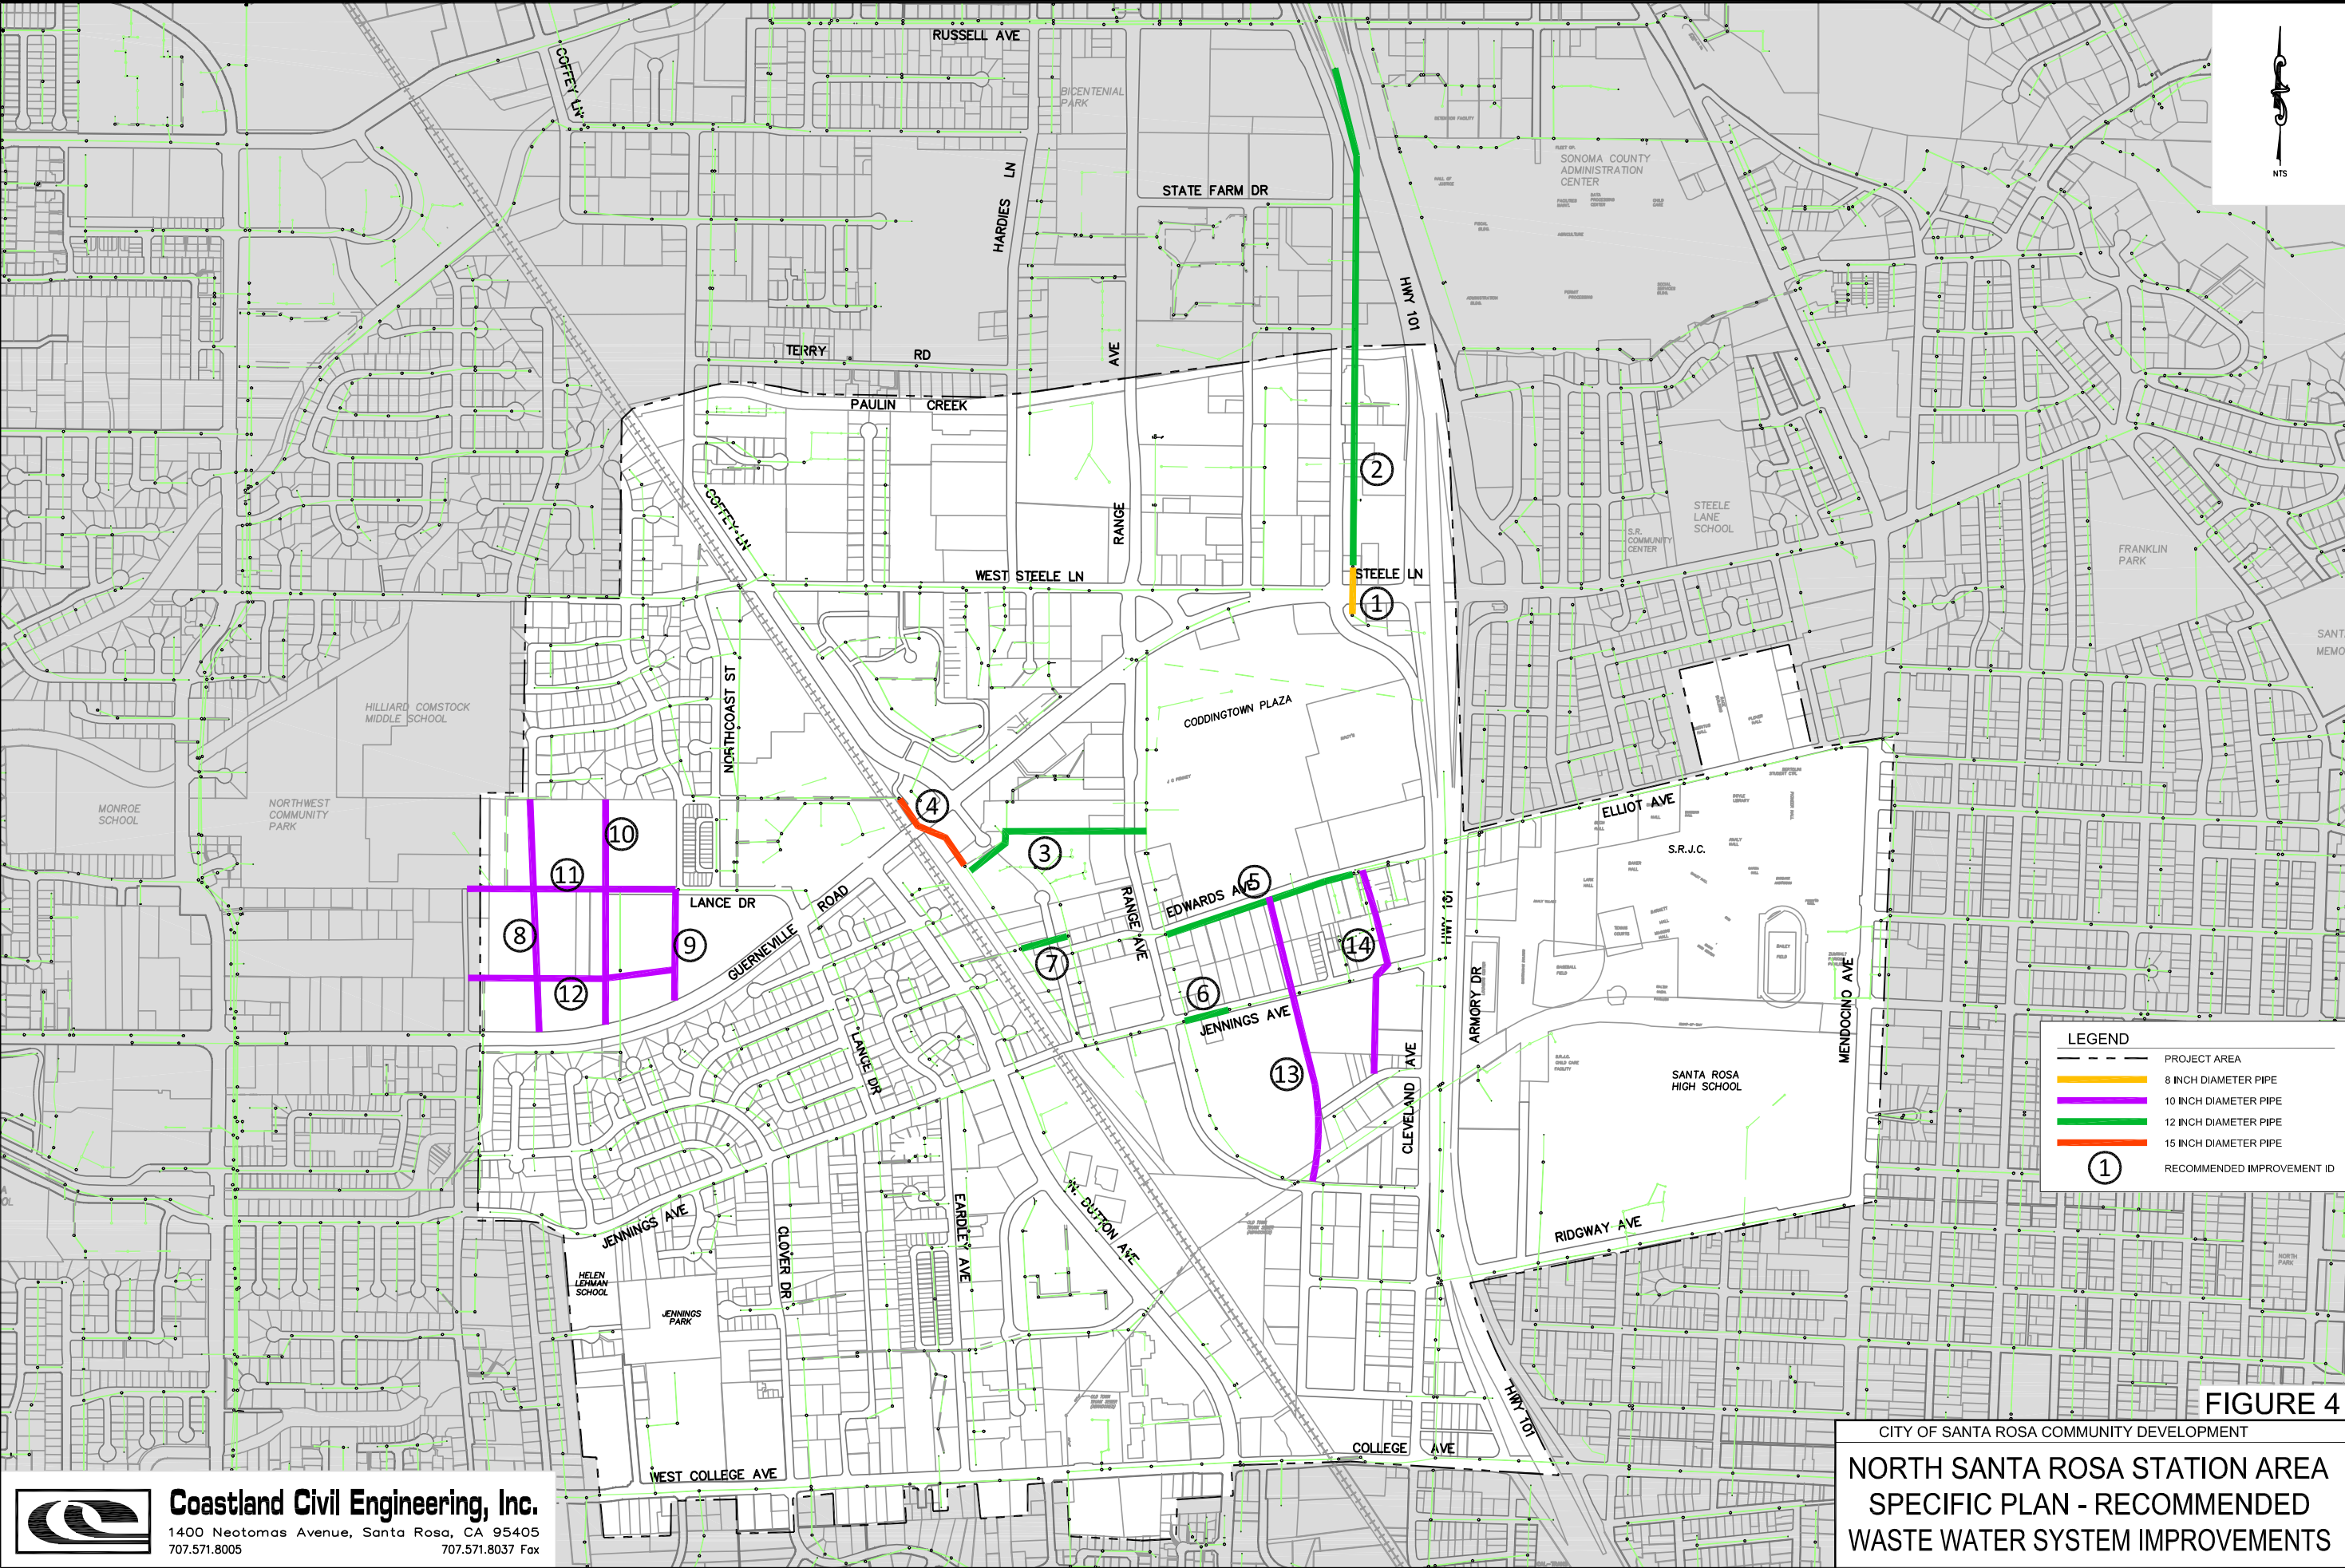 RUSSELL AVE
COFFEY LN
BICENTENIAL
PARK
HARDIES LN
STATE FARM DR
SONOMA COUNTY
ADMINISTRATION
CENTER
NTS
HWY 101
TERRY RD
AVE
PAULIN CREEK
RANGE
COFFEY LN
2
STEELE
LANE
SCHOOL
S.R.
COMMUNITY
CENTER
FRANKLIN
PARK
WEST STEELE LN
STEELE LN
1
NORTHCOAST ST
HILLIARD COMSTOCK
MIDDLE SCHOOL
CODDINGTOWN PLAZA
MONROE
SCHOOL
NORTHWEST
COMMUNITY
PARK
4
10
3
ELLIOT AVE
S.R.J.C.
11
LANCE DR
GUERNEVILLE ROAD
RANGE AVE
EDWARDS AVE
5
8
9
7
14
HWY 101
12
6
JENNINGS AVE
ARMORY DR
MENDOCINO AVE
LANCE DR
13
CLEVELAND AVE
SANTA ROSA
HIGH SCHOOL
LEGEND
PROJECT AREA
8 INCH DIAMETER PIPE
10 INCH DIAMETER PIPE
12 INCH DIAMETER PIPE
15 INCH DIAMETER PIPE
1 RECOMMENDED IMPROVEMENT ID
JENNINGS AVE
CLOVER DR
EARDLEY AVE
N. DUTTON AVE
RIDGWAY AVE
HELEN
LEHMAN
SCHOOL
JENNINGS
PARK
NORTH
PARK
HWY 101
COLLEGE AVE
WEST COLLEGE AVE
FIGURE 4
CITY OF SANTA ROSA COMMUNITY DEVELOPMENT
NORTH SANTA ROSA STATION AREA
SPECIFIC PLAN - RECOMMENDED
WASTE WATER SYSTEM IMPROVEMENTS
Coastland Civil Engineering, Inc.
1400 Neotomas Avenue, Santa Rosa, CA 95405
707.571.8005 707.571.8037 Fax